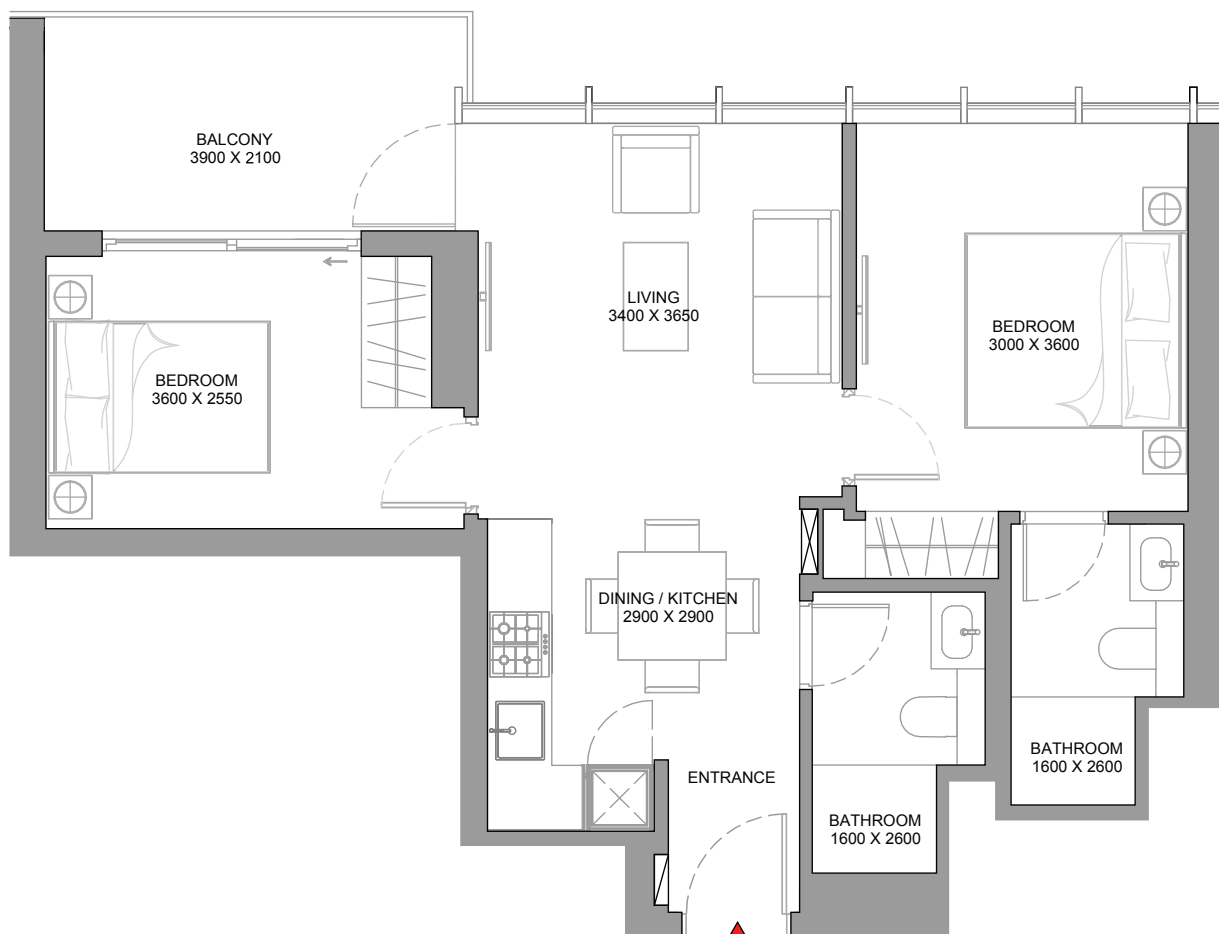 BALCONY
3900 X 2100
LIVING
3400 X 3650
BEDROOM
3000 X 3600
BEDROOM
3600 X 2550
DINING / KITCHEN
2900 X 2900
ENTRANCE
BATHROOM
1600 X 2600
BATHROOM
1600 X 2600